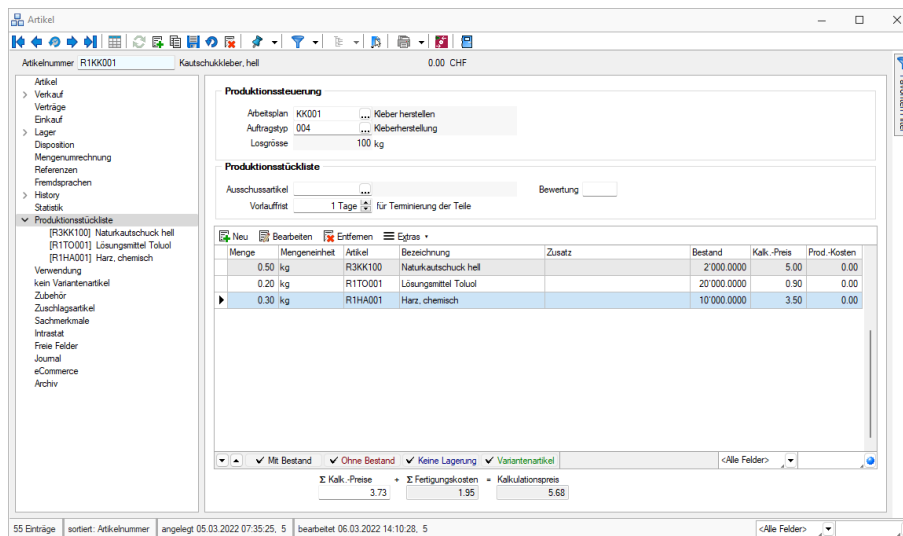 Artikel
Artikelnummer R1KK001 Kautschukkleber, hell 0.00 CHF
Artikel
Verkauf
Verträge
Einkauf
Lager
Disposition
Mengenumrechnung
Referenzen
Fremdsprachen
History
Statistik
Produktionsstückliste
[R3KK100] Naturkautschuck hell
[R1TO001] Lösungsmittel Toluol
[R1HA001] Harz, chemisch
Verwendung
kein Variantenartikel
Zubehör
Zuschlagsartikel
Sachmerkmale
Intrastat
Freie Felder
Journal
eCommerce
Archiv
Produktionssteuerung
Arbeitsplan KK001 ... Kleber herstellen
Auftragstyp 004 ... Kleberherstellung
Losgrösse 100 kg
Produktionsstückliste
Ausschussartikel ... Bewertung
Vorlauffrist 1 Tage für Terminierung der Teile
Neu Bearbeiten Entfernen Extras
Menge Mengeneinheit Artikel Bezeichnung Zusatz Bestand Kalk.-Preis Prod.-Kosten
0.50 kg R3KK100 Naturkautschuck hell 2'000.0000 5.00 0.00
0.20 kg R1TO001 Lösungsmittel Toluol 20'000.0000 0.90 0.00
0.30 kg R1HA001 Harz, chemisch 10'000.0000 3.50 0.00
Mit Bestand Ohne Bestand Keine Lagerung Variantenartikel <Alle Felder>
Σ Kalk.-Preise + Σ Fertigungskosten = Kalkulationspreis
3.73 1.95 5.68
55 Einträge sortiert: Artikelnummer angelegt 05.03.2022 07:35:25, 5 bearbeitet 06.03.2022 14:10:28, 5 <Alle Felder>